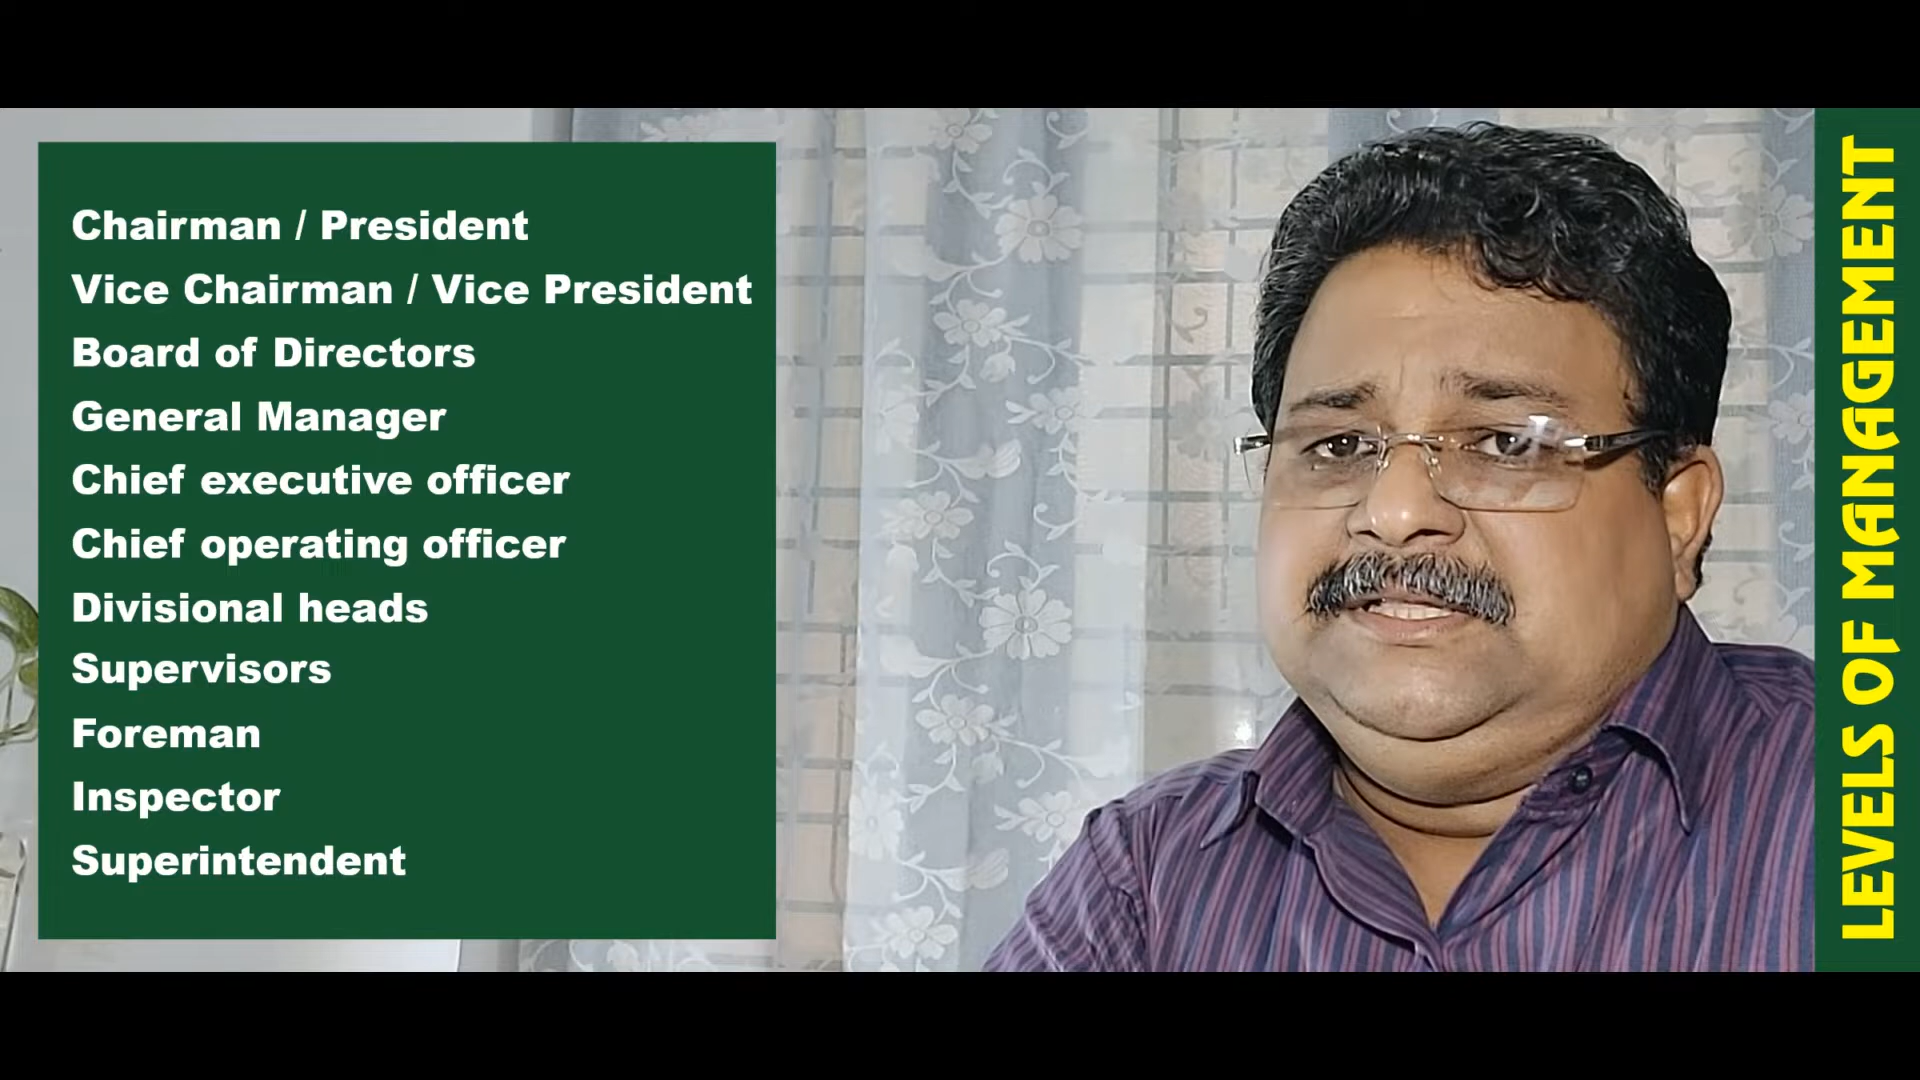 Chairman / President
Vice Chairman / Vice President
Board of Directors
General Manager
Chief executive officer
Chief operating officer
Divisional heads
Supervisors
Foreman
Inspector
Superintendent
LEVELS OF MANAGEMENT